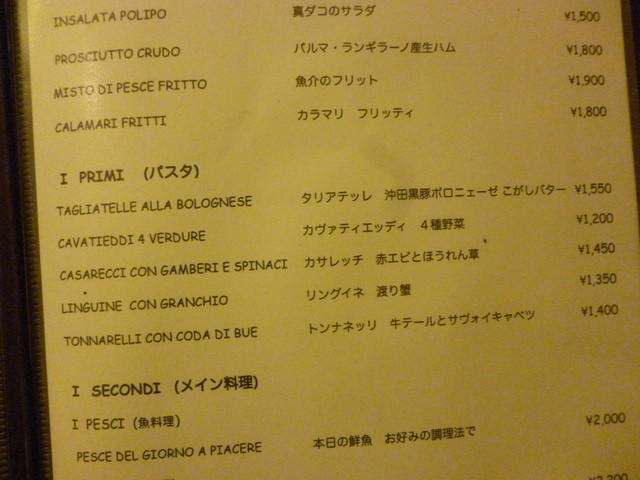 INSALATA POLIPO 真ダコのサラダ ¥1,500
PROSCIUTTO CRUDO パルマ・ランギラーノ産生ハム ¥1,800
MISTO DI PESCE FRITTO 魚介のフリット ¥1,900
CALAMARI FRITTI カラマリ フリッティ ¥1,800
I PRIMI (パスタ)
TAGLIATELLE ALLA BOLOGNESE タリアテッレ 沖田黒豚ボロニェーゼ こがしバター ¥1,550
CAVATIEDDI 4 VERDURE カヴァティエッディ 4種野菜 ¥1,200
CASARECCI CON GAMBERI E SPINACI カサレッチ 赤エビとほうれん草 ¥1,450
LINGUINE CON GRANCHIO リングイネ 渡り蟹 ¥1,350
TONNARELLI CON CODA DI BUE トンナネッリ 牛テールとサヴォイキャベツ ¥1,400
I SECONDI (メイン料理)
I PESCI (魚料理)
PESCE DEL GIORNO A PIACERE 本日の鮮魚 お好みの調理法で ¥2,000